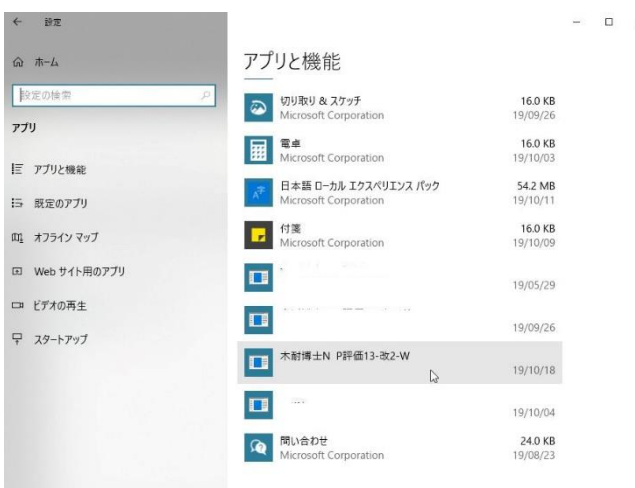 設定
ホーム
設定の検索
アプリ
アプリと機能
既定のアプリ
オフライン マップ
Web サイト用のアプリ
ビデオの再生
スタートアップ
アプリと機能
切り取り & スケッチ 16.0 KB
Microsoft Corporation 19/09/26
電卓 16.0 KB
Microsoft Corporation 19/10/03
日本語 ローカル エクスペリエンス パック 54.2 MB
Microsoft Corporation 19/10/11
付箋 16.0 KB
Microsoft Corporation 19/10/09
19/05/29
19/09/26
木耐博士N P評価13-改2-W
19/10/18
19/10/04
問い合わせ 24.0 KB
Microsoft Corporation 19/08/23